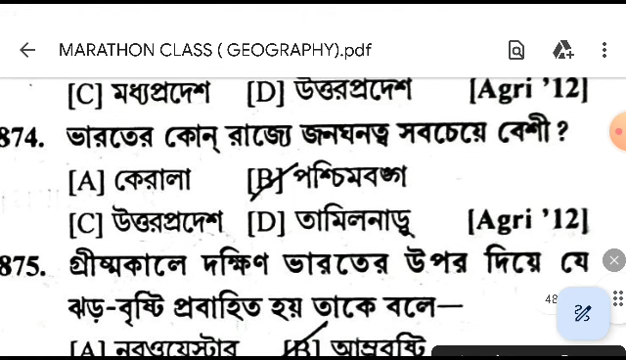 MARATHON CLASS ( GEOGRAPHY).pdf
[C] মধ্যপ্রদেশ [D] উত্তরপ্রদেশ [Agri ’12]
874. ভারতের কোন্ রাজ্যে জনঘনত্ব সবচেয়ে বেশী ?
[A] কেরালা [B] পশ্চিমবঙ্গ
[C] উত্তরপ্রদেশ [D] তামিলনাড়ু [Agri ’12]
875. গ্রীষ্মকালে দক্ষিণ ভারতের উপর দিয়ে যে
ঝড়-বৃষ্টি প্রবাহিত হয় তাকে বলে—
[A] নরওয়েস্টার [B] আম্রবৃষ্টি